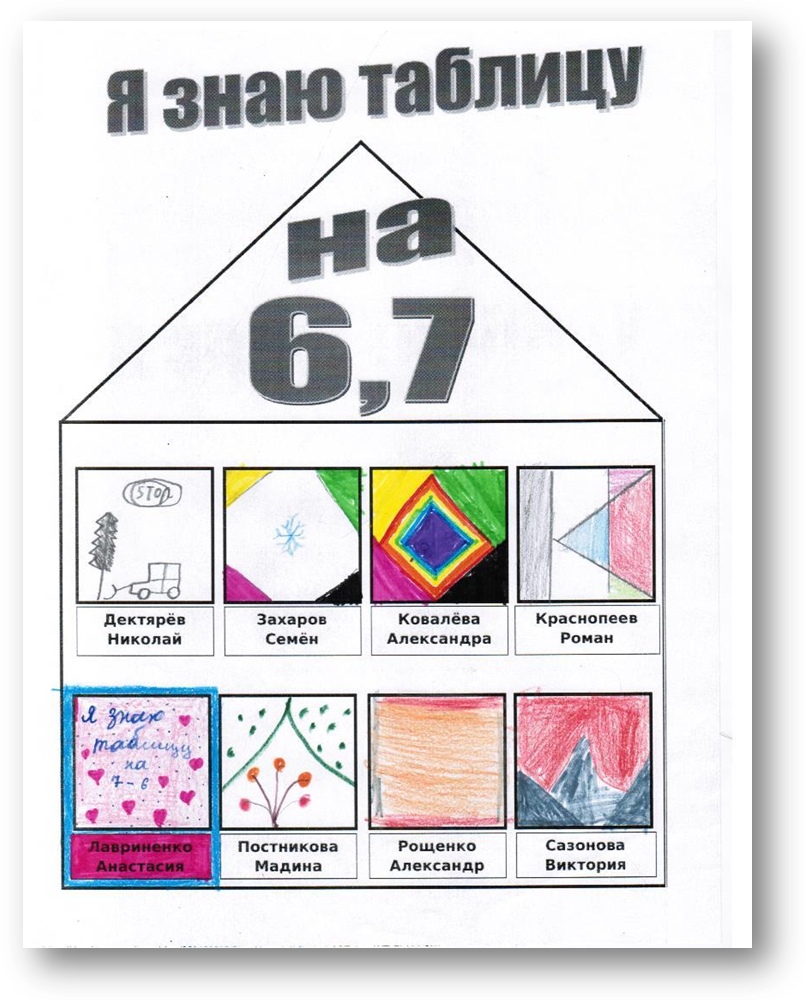 Я знаю таблицу
на
6,7
STOP
Дектярёв
Николай
Захаров
Семён
Ковалёва
Александра
Краснопеев
Роман
Я знаю
таблицу
на
7-6
Лавриненко
Анастасия
Постникова
Мадина
Рощенко
Александр
Сазонова
Виктория